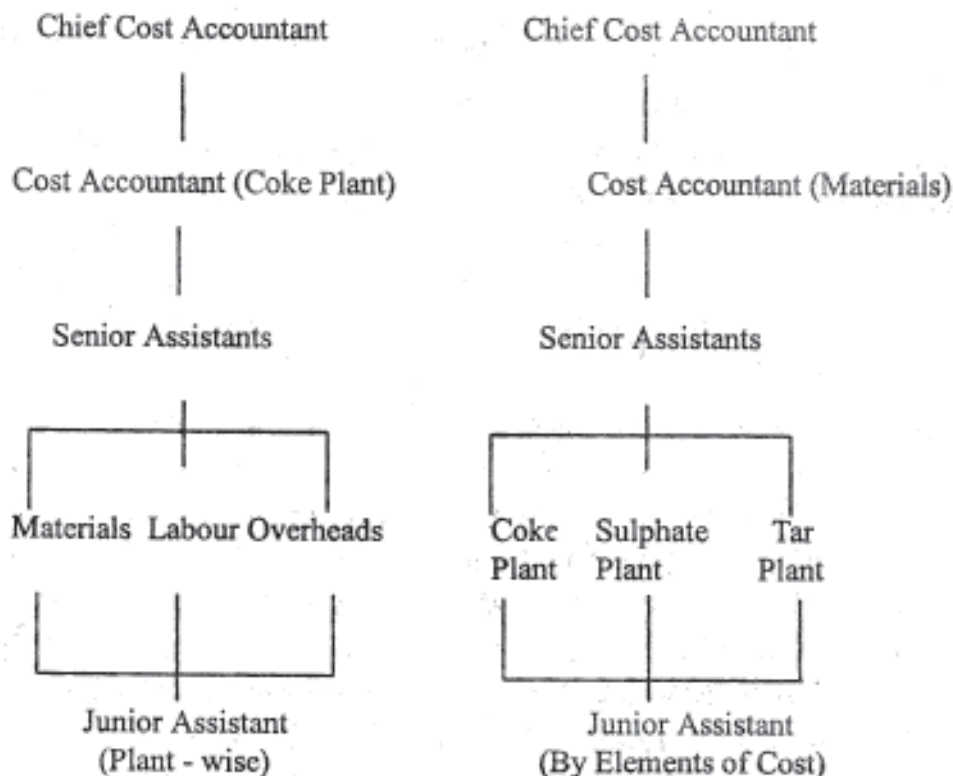 Chief Cost Accountant
Cost Accountant (Coke Plant)
Senior Assistants
Materials Labour Overheads
Junior Assistant
(Plant - wise)
Chief Cost Accountant
Cost Accountant (Materials)
Senior Assistants
Coke Sulphate Tar
Plant Plant Plant
Junior Assistant
(By Elements of Cost)